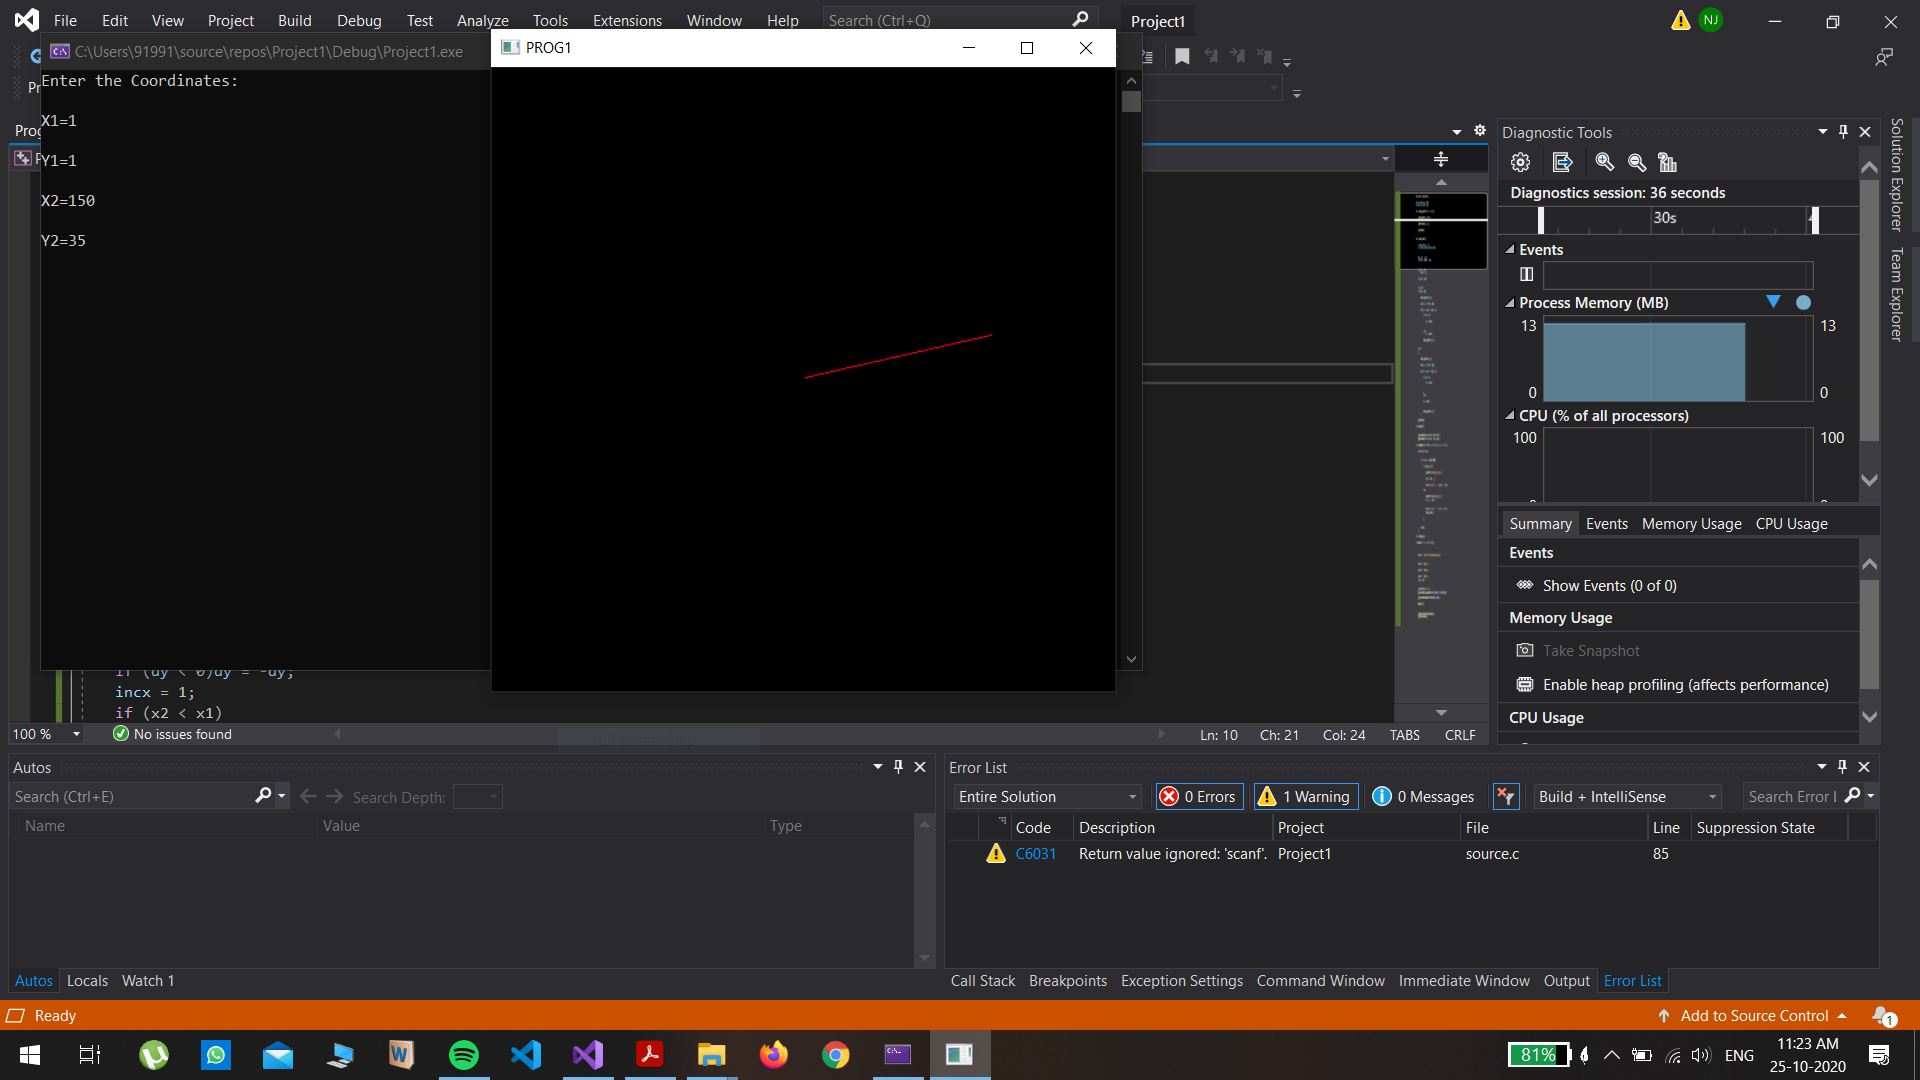 File Edit View Project Build Debug Test Analyze Tools Extensions Window Help Search (Ctrl+Q) Project1 NJ
C:\Users\91991\source\repos\Project1\Debug\Project1.exe
PROG1
Enter the Coordinates:
X1=1
Y1=1
X2=150
Y2=35
Diagnostic Tools
Diagnostics session: 36 seconds
30s
Events
Process Memory (MB)
13 13
0 0
CPU (% of all processors)
100 100
Summary Events Memory Usage CPU Usage
Events
Show Events (0 of 0)
Memory Usage
Take Snapshot
Enable heap profiling (affects performance)
CPU Usage
Solution Explorer
Team Explorer
if (dy < 0)dy = -dy;
incx = 1;
if (x2 < x1)
100 % No issues found Ln: 10 Ch: 21 Col: 24 TABS CRLF
Autos
Search (Ctrl+E) Search Depth:
Name Value Type
Autos Locals Watch 1
Error List
Entire Solution 0 Errors 1 Warning 0 Messages Build + IntelliSense Search Error
Code Description Project File Line Suppression State
C6031 Return value ignored: 'scanf'. Project1 source.c 85
Call Stack Breakpoints Exception Settings Command Window Immediate Window Output Error List
Ready Add to Source Control 1
81% ENG 11:23 AM
25-10-2020